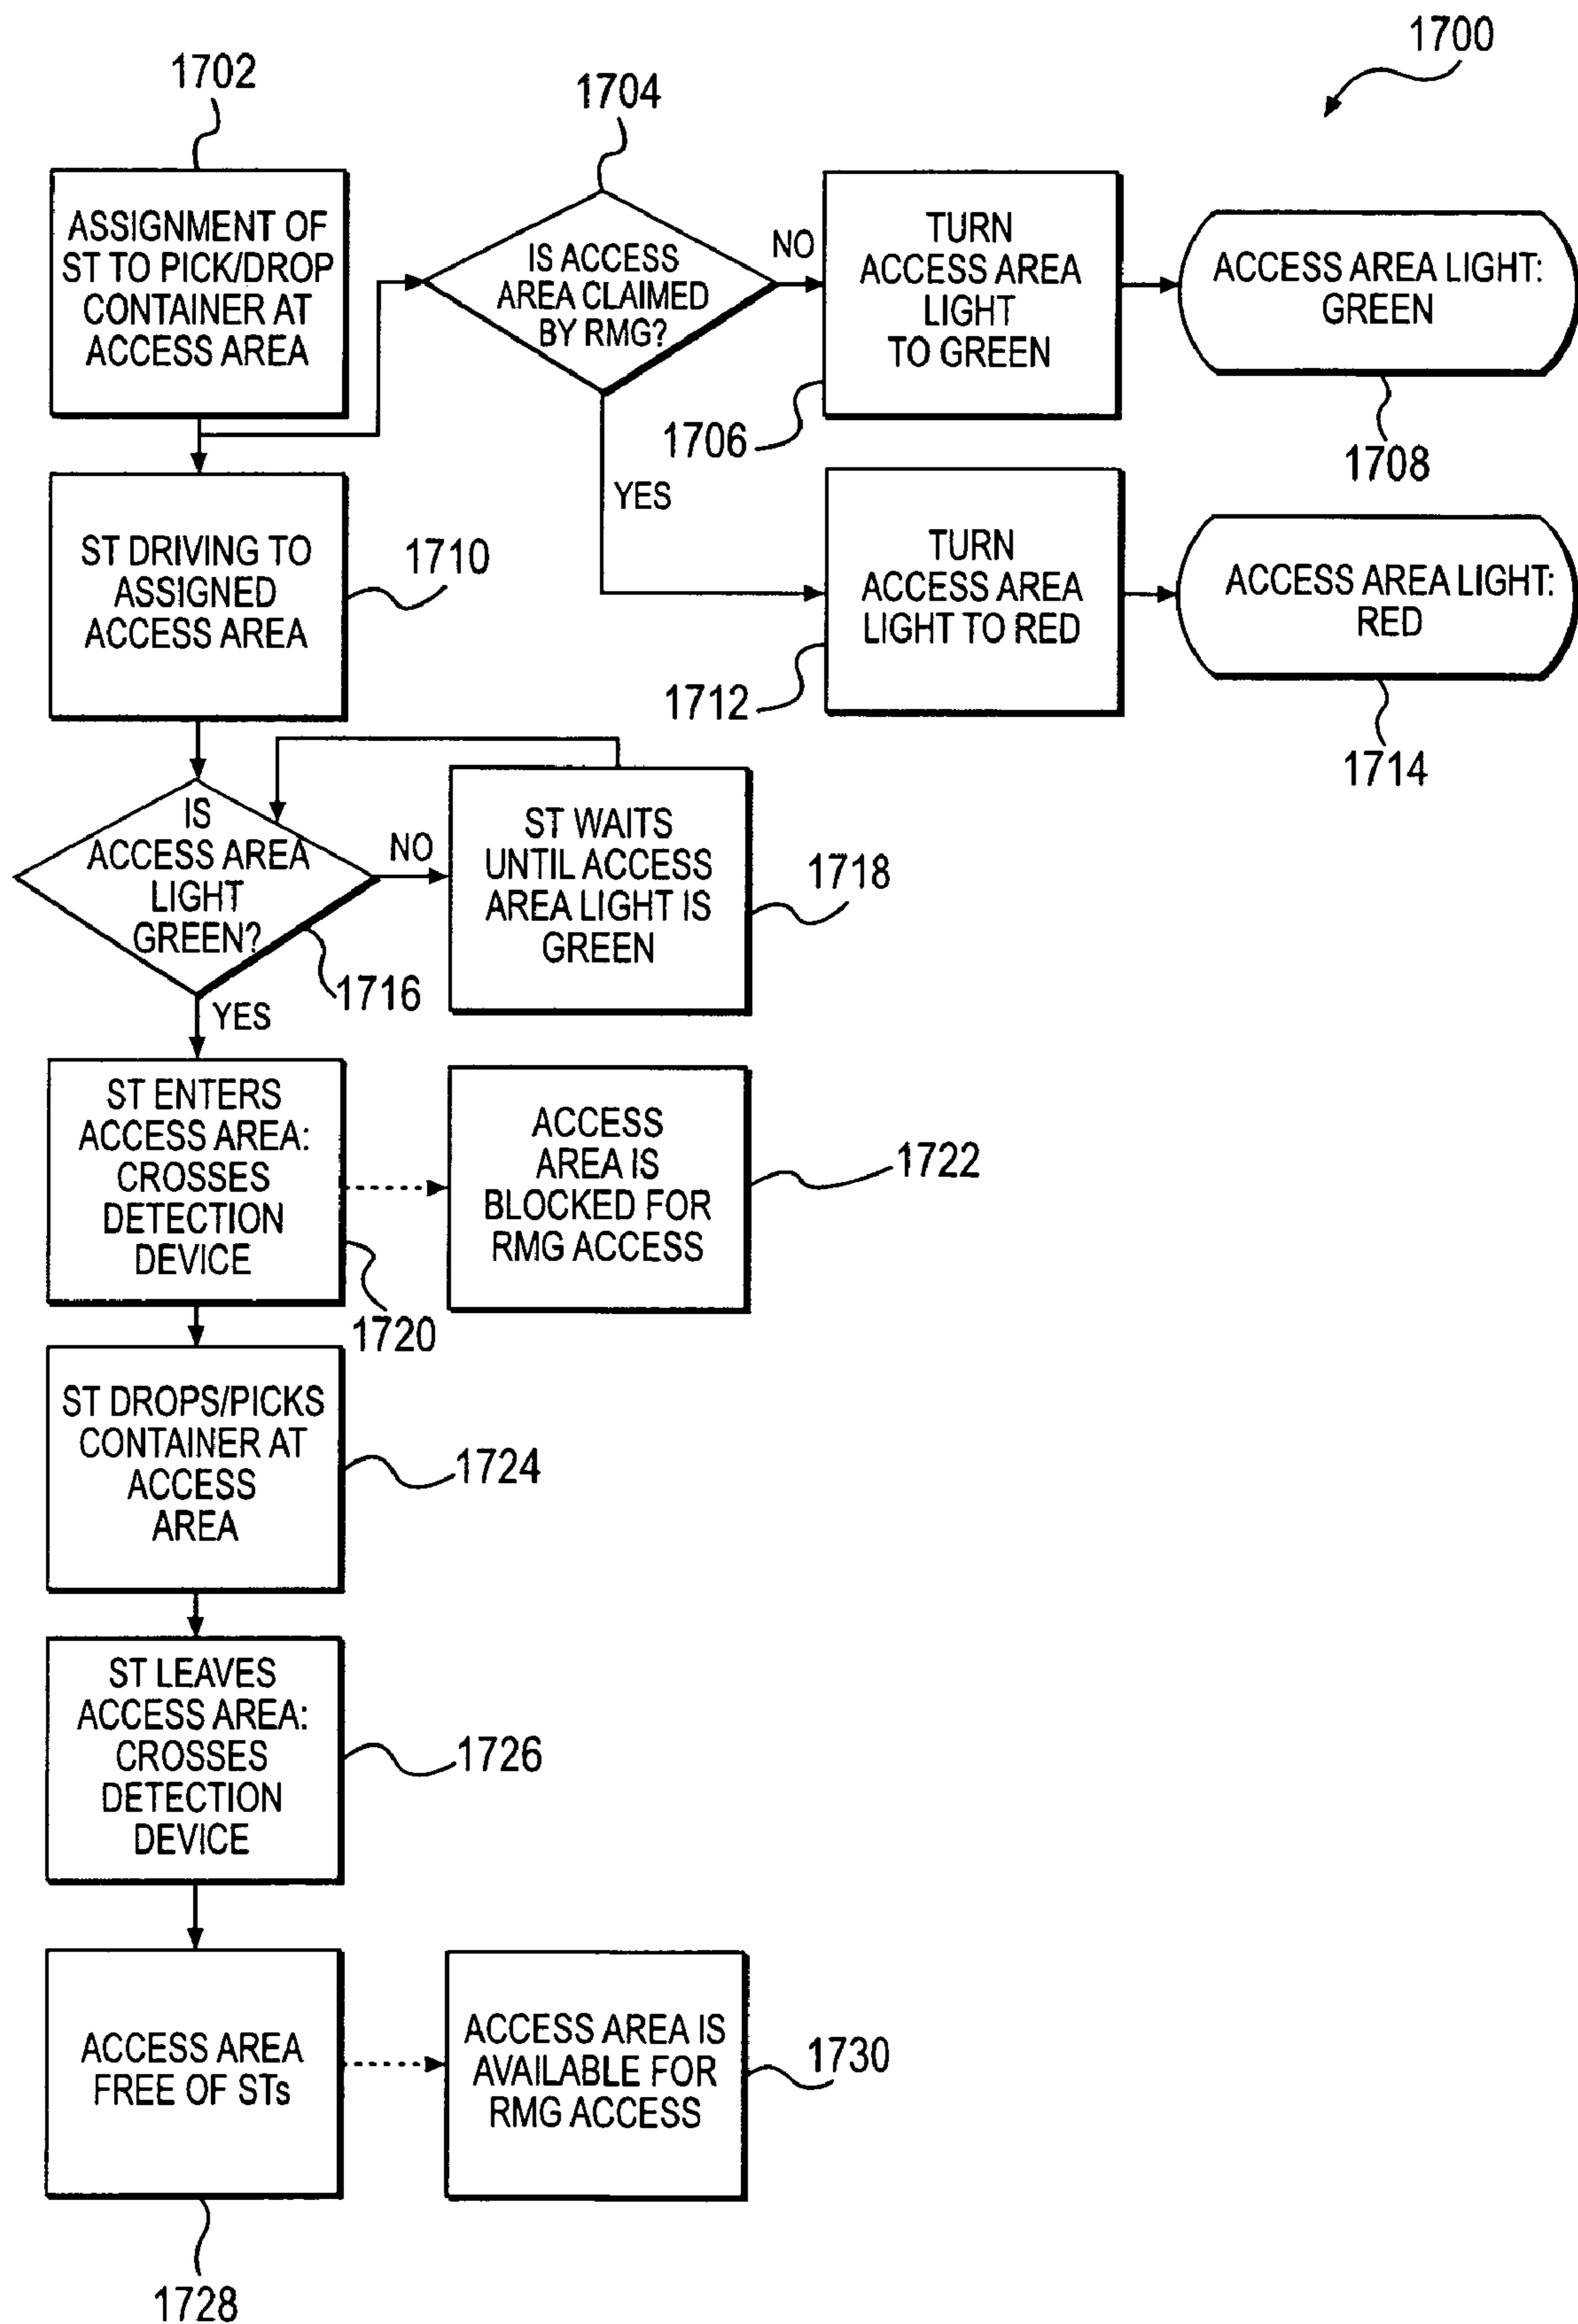 1700
1702
1704
ASSIGNMENT OF
ST TO PICK/DROP
CONTAINER AT
ACCESS AREA
IS ACCESS
AREA CLAIMED
BY RMG?
NO
TURN
ACCESS AREA
LIGHT
TO GREEN
ACCESS AREA LIGHT:
GREEN
1706
1708
YES
ST DRIVING TO
ASSIGNED
ACCESS AREA
1710
TURN
ACCESS AREA
LIGHT TO RED
ACCESS AREA LIGHT:
RED
1712
1714
IS
ACCESS AREA
LIGHT
GREEN?
NO
ST WAITS
UNTIL ACCESS
AREA LIGHT IS
GREEN
1718
1716
YES
ST ENTERS
ACCESS AREA:
CROSSES
DETECTION
DEVICE
ACCESS
AREA IS
BLOCKED FOR
RMG ACCESS
1722
1720
ST DROPS/PICKS
CONTAINER AT
ACCESS
AREA
1724
ST LEAVES
ACCESS AREA:
CROSSES
DETECTION
DEVICE
1726
ACCESS AREA
FREE OF STs
ACCESS AREA IS
AVAILABLE FOR
RMG ACCESS
1730
1728